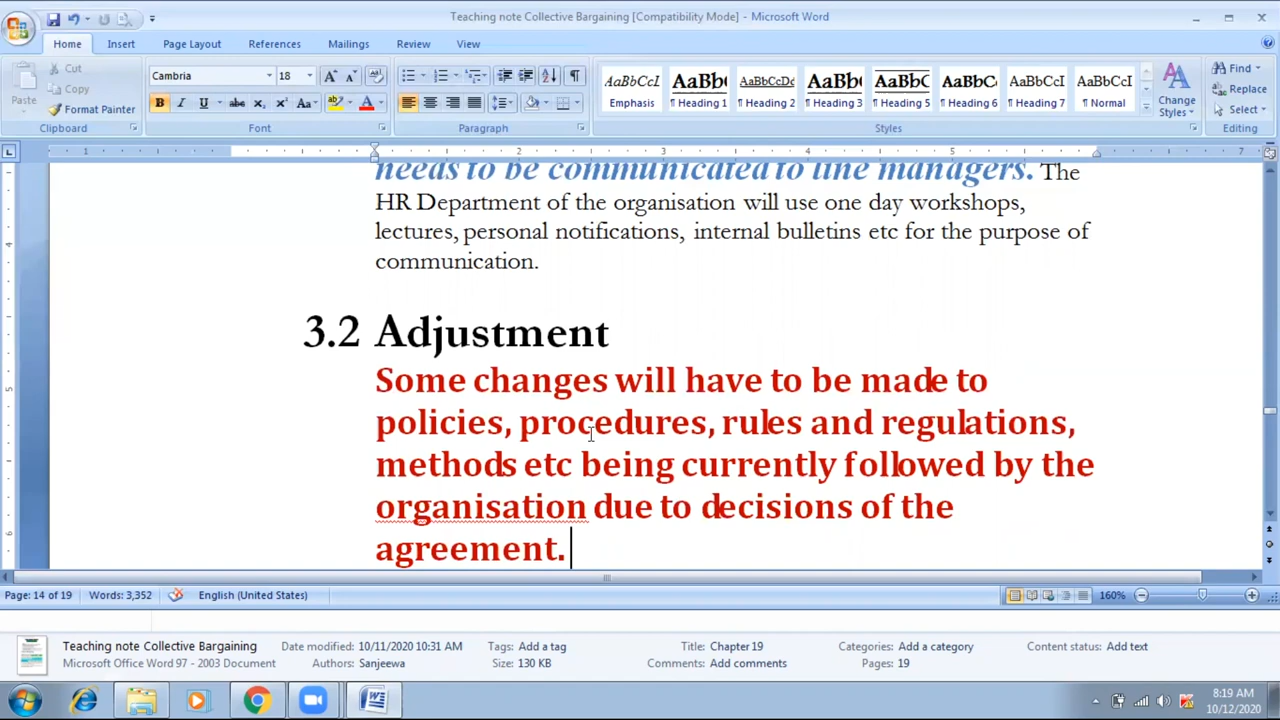 Teaching note Collective Bargaining [Compatibility Mode] - Microsoft Word
Home Insert Page Layout References Mailings Review View
Paste
Cut
Copy
Format Painter
Clipboard
Cambria 18
Font
Paragraph
AaBbCcI AaBbC AaBbCcDc AaBbC AaBbC AaBbC AaBbCcI AaBbCcI
Emphasis ¶ Heading 1 ¶ Heading 2 ¶ Heading 3 ¶ Heading 5 ¶ Heading 6 ¶ Heading 7 ¶ Normal
Change Styles
Styles
Find
Replace
Select
Editing
needs to be communicated to line managers. The
HR Department of the organisation will use one day workshops,
lectures, personal notifications, internal bulletins etc for the purpose of
communication.
3.2 Adjustment
Some changes will have to be made to
policies, procedures, rules and regulations,
methods etc being currently followed by the
organisation due to decisions of the
agreement.
Page: 14 of 19 Words: 3,352 English (United States) 160%
Teaching note Collective Bargaining Date modified: 10/11/2020 10:31 AM Tags: Add a tag Title: Chapter 19 Categories: Add a category Content status: Add text
Microsoft Office Word 97 - 2003 Document Authors: Sanjeewa Size: 130 KB Comments: Add comments Pages: 19
8:19 AM
10/12/2020